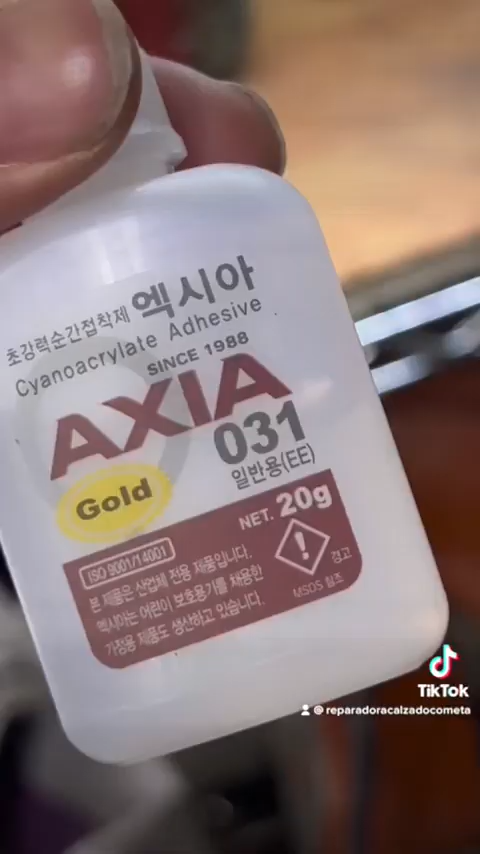 초강력순간접착제 엑시아
Cyanoacrylate Adhesive
SINCE 1988
AXIA
031
일반용(EE)
Gold
NET. 20g
ISO 9001/14001
본 제품은 산업체 전용 제품입니다.
엑시아는 어린이 보호용기를 채용한
가정용 제품도 생산하고 있습니다.
!
경고
MSDS 참조
TikTok
@reparadoracalzadocometa